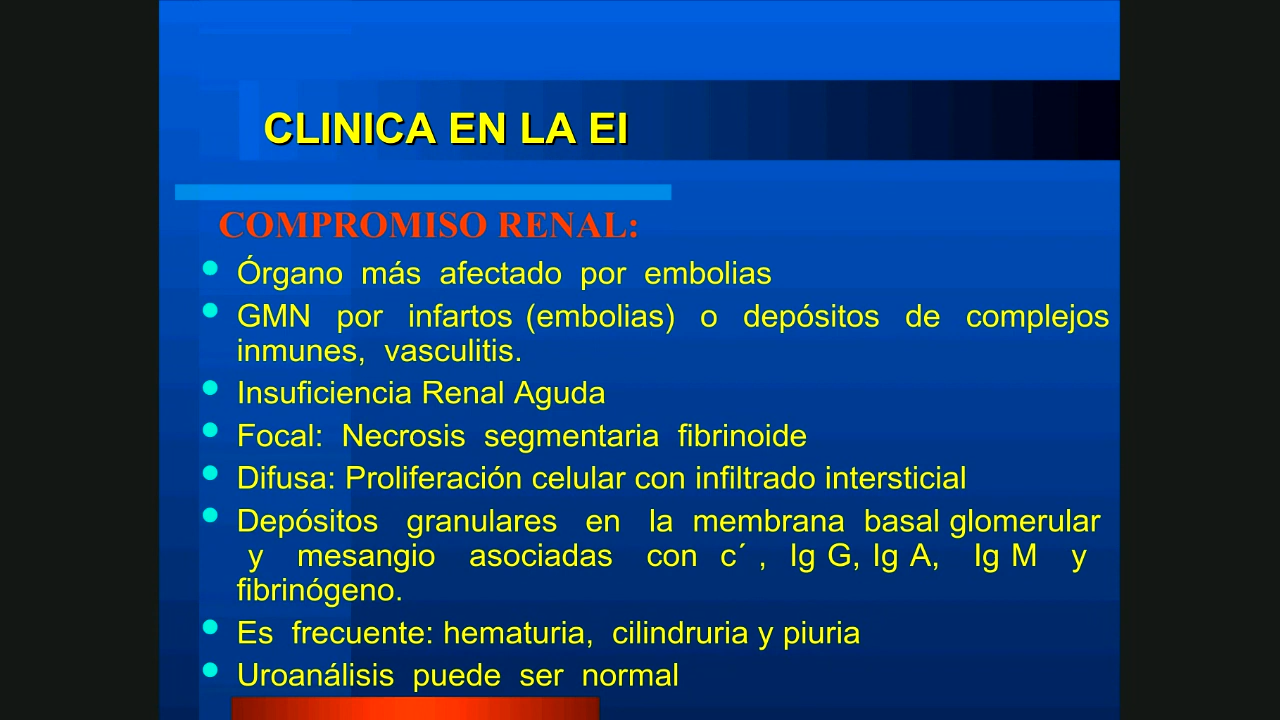 CLINICA EN LA EI
COMPROMISO RENAL:
Órgano más afectado por embolias
GMN por infartos (embolias) o depósitos de complejos
inmunes, vasculitis.
Insuficiencia Renal Aguda
Focal: Necrosis segmentaria fibrinoide
Difusa: Proliferación celular con infiltrado intersticial
Depósitos granulares en la membrana basal glomerular
y mesangio asociadas con c´ , Ig G, Ig A, Ig M y
fibrinógeno.
Es frecuente: hematuria, cilindruria y piuria
Uroanálisis puede ser normal